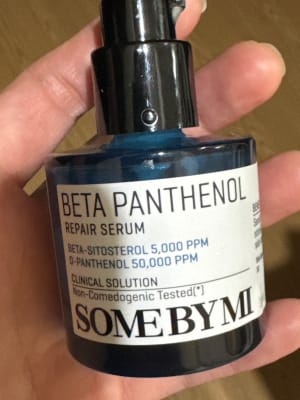 BETA PANTHENOL
REPAIR SERUM
BETA-SITOSTEROL 5,000 PPM
D-PANTHENOL 50,000 PPM
CLINICAL SOLUTION
Non-Comedogenic Tested(*)
SOME BY MI